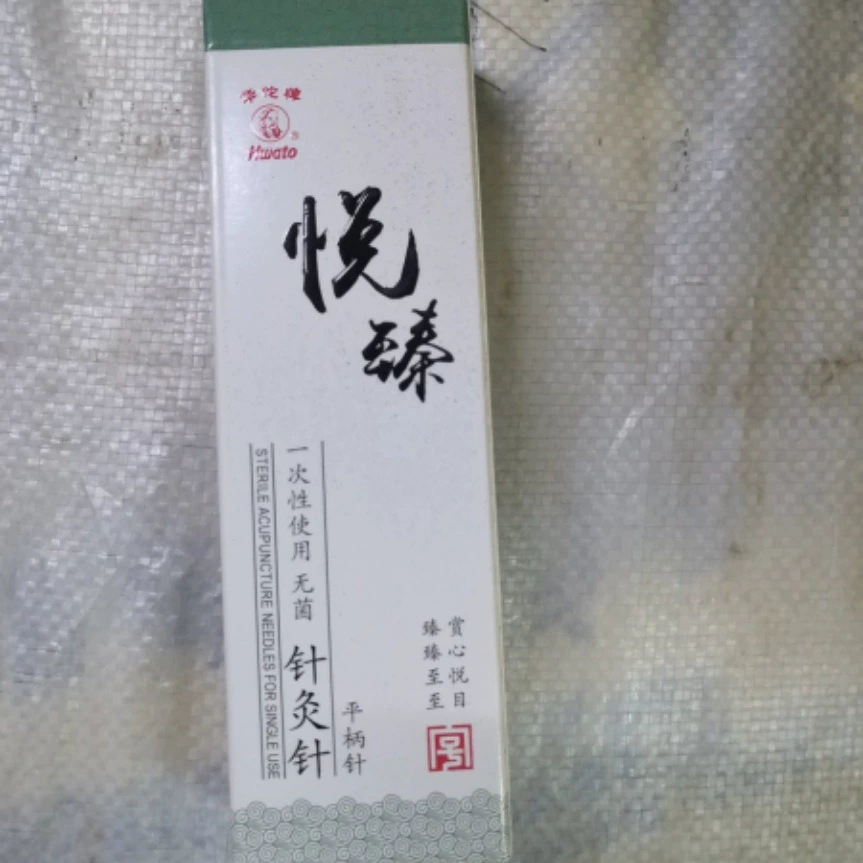 华佗牌
Hwato
悦
臻
一次性使用 无菌 针灸针
STERILE ACUPUNCTURE NEEDLES FOR SINGLE USE
平柄针
赏心悦目
臻臻至至